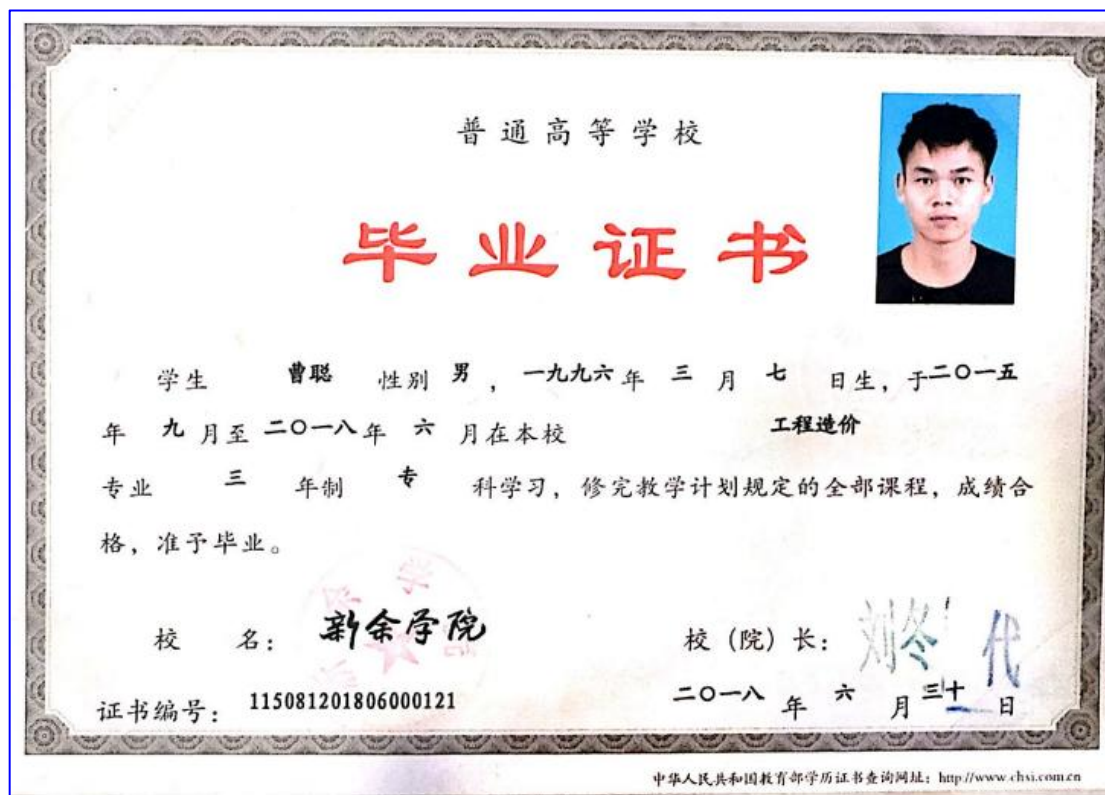 普通高等学校
毕业证书
学生 曹聪 性别 男，一九九六年 三 月 七 日生，于二〇一五
年 九 月至 二〇一八年 六 月在本校 工程造价
专业 三 年制 专 科学习，修完教学计划规定的全部课程，成绩合
格，准予毕业。
校 名： 新余学院 校（院）长： 刘冬 代
证书编号： 115081201806000121 二〇一八 年 六 月 三十 日
中华人民共和国教育部学历证书查询网址：http://www.chsi.com.cn